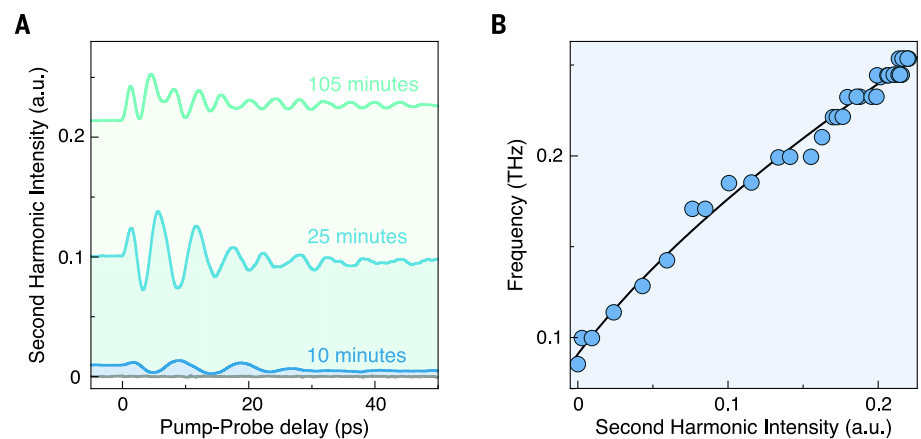 A
Second Harmonic Intensity (a.u.)
0.2
0.1
0
105 minutes
25 minutes
10 minutes
0
20
40
Pump-Probe delay (ps)
B
Frequency (THz)
0.2
0.1
0
0.1
0.2
Second Harmonic Intensity (a.u.)